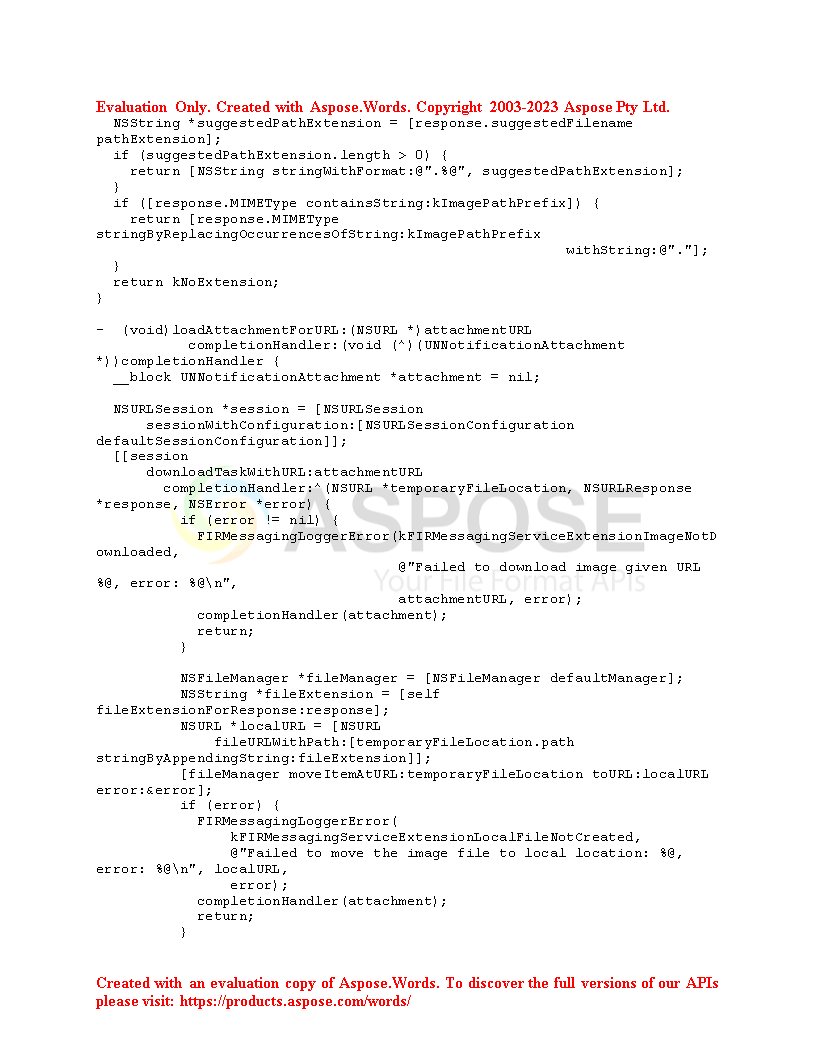 Evaluation Only. Created with Aspose.Words. Copyright 2003-2023 Aspose Pty Ltd.
  NSString *suggestedPathExtension = [response.suggestedFilename
pathExtension];
  if (suggestedPathExtension.length > 0) {
    return [NSString stringWithFormat:@".%@", suggestedPathExtension];
  }
  if ([response.MIMEType containsString:kImagePathPrefix]) {
    return [response.MIMEType
stringByReplacingOccurrencesOfString:kImagePathPrefix
                                                        withString:@"."];
  }
  return kNoExtension;
}

-  (void)loadAttachmentForURL:(NSURL *)attachmentURL
           completionHandler:(void (^)(UNNotificationAttachment
*))completionHandler {
  __block UNNotificationAttachment *attachment = nil;

  NSURLSession *session = [NSURLSession
      sessionWithConfiguration:[NSURLSessionConfiguration
defaultSessionConfiguration]];
  [[session
      downloadTaskWithURL:attachmentURL
        completionHandler:^(NSURL *temporaryFileLocation, NSURLResponse
*response, NSError *error) {
          if (error != nil) {
            FIRMessagingLoggerError(kFIRMessagingServiceExtensionImageNotD
ownloaded,
                                    @"Failed to download image given URL
%@, error: %@\n",
                                    attachmentURL, error);
            completionHandler(attachment);
            return;
          }

          NSFileManager *fileManager = [NSFileManager defaultManager];
          NSString *fileExtension = [self
fileExtensionForResponse:response];
          NSURL *localURL = [NSURL
              fileURLWithPath:[temporaryFileLocation.path
stringByAppendingString:fileExtension]];
          [fileManager moveItemAtURL:temporaryFileLocation toURL:localURL
error:&error];
          if (error) {
            FIRMessagingLoggerError(
                kFIRMessagingServiceExtensionLocalFileNotCreated,
                @"Failed to move the image file to local location: %@,
error: %@\n", localURL,
                error);
            completionHandler(attachment);
            return;
          }
ASPOSE
Your File Format APIs
Created with an evaluation copy of Aspose.Words. To discover the full versions of our APIs
please visit: https://products.aspose.com/words/